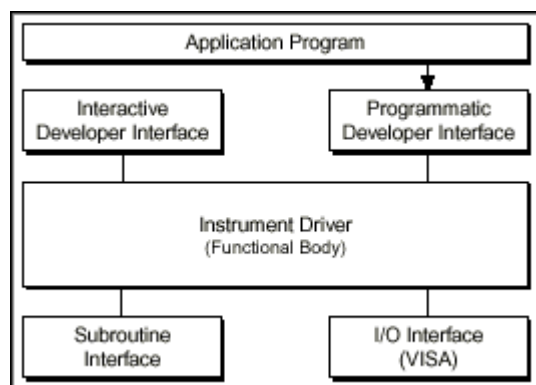 Application Program
Interactive
Developer Interface
Programmatic
Developer Interface
Instrument Driver
(Functional Body)
Subroutine
Interface
I/O Interface
(VISA)